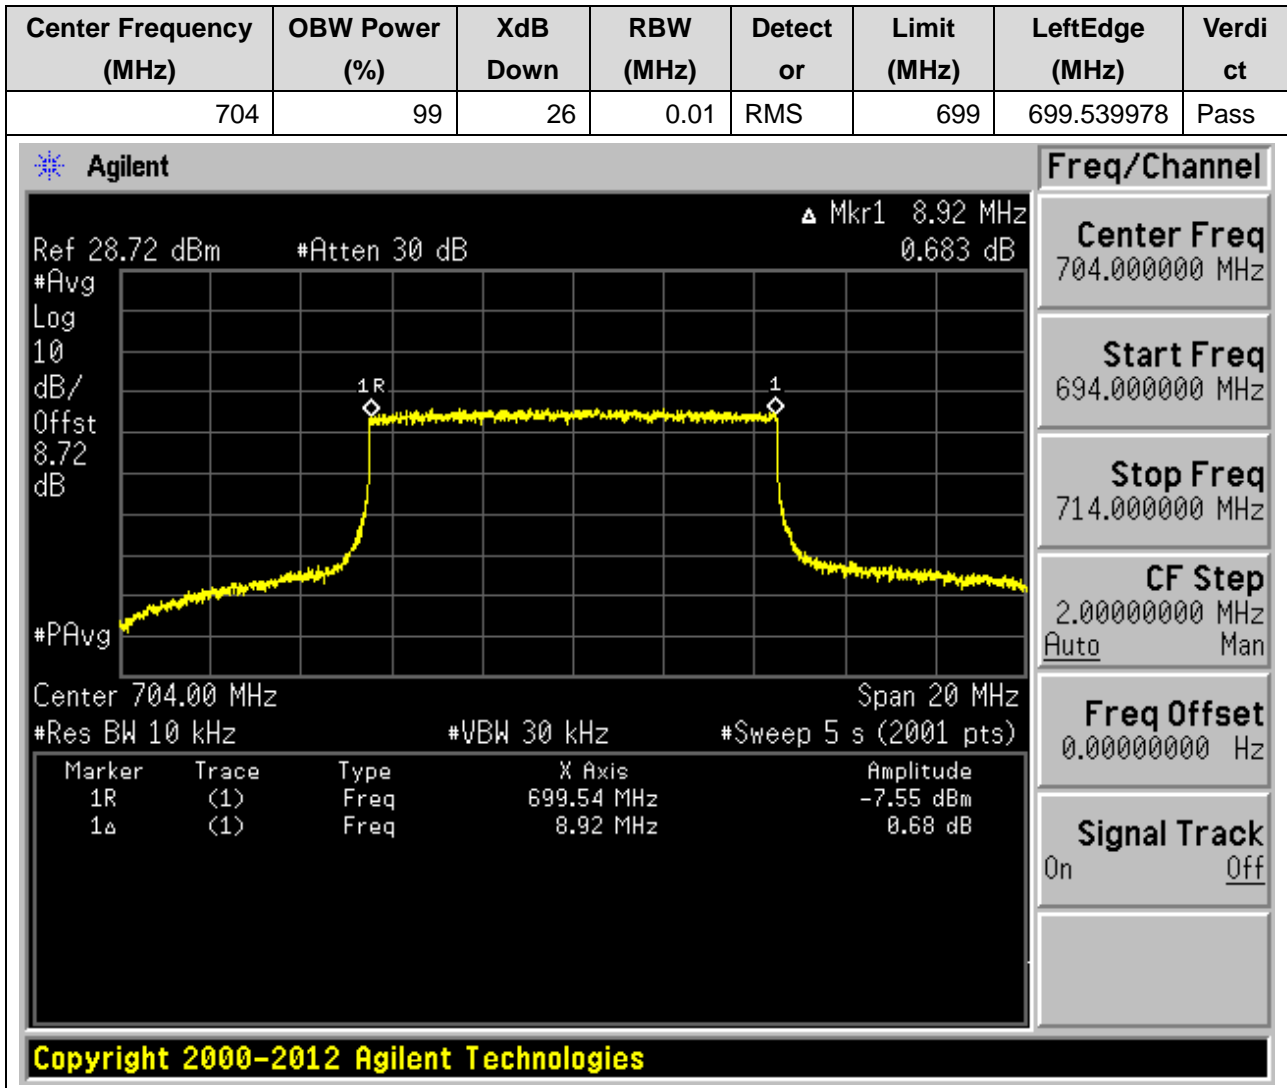 Center Frequency OBW Power XdB RBW Detect Limit LeftEdge Verdi
(MHz) (%) Down (MHz) or (MHz) (MHz) ct
704 99 26 0.01 RMS 699 699.539978 Pass
Agilent
Freq/Channel
Δ Mkr1 8.92 MHz
Ref 28.72 dBm #Atten 30 dB 0.683 dB
#Avg
Log
10
dB/
Offst
8.72
dB
1R
1
#PAvg
Center 704.00 MHz Span 20 MHz
#Res BW 10 kHz #VBW 30 kHz #Sweep 5 s (2001 pts)
Marker Trace Type X Axis Amplitude
1R (1) Freq 699.54 MHz -7.55 dBm
1Δ (1) Freq 8.92 MHz 0.68 dB
Center Freq
704.000000 MHz
Start Freq
694.000000 MHz
Stop Freq
714.000000 MHz
CF Step
2.00000000 MHz
Auto Man
Freq Offset
0.00000000 Hz
Signal Track
On Off
Copyright 2000-2012 Agilent Technologies